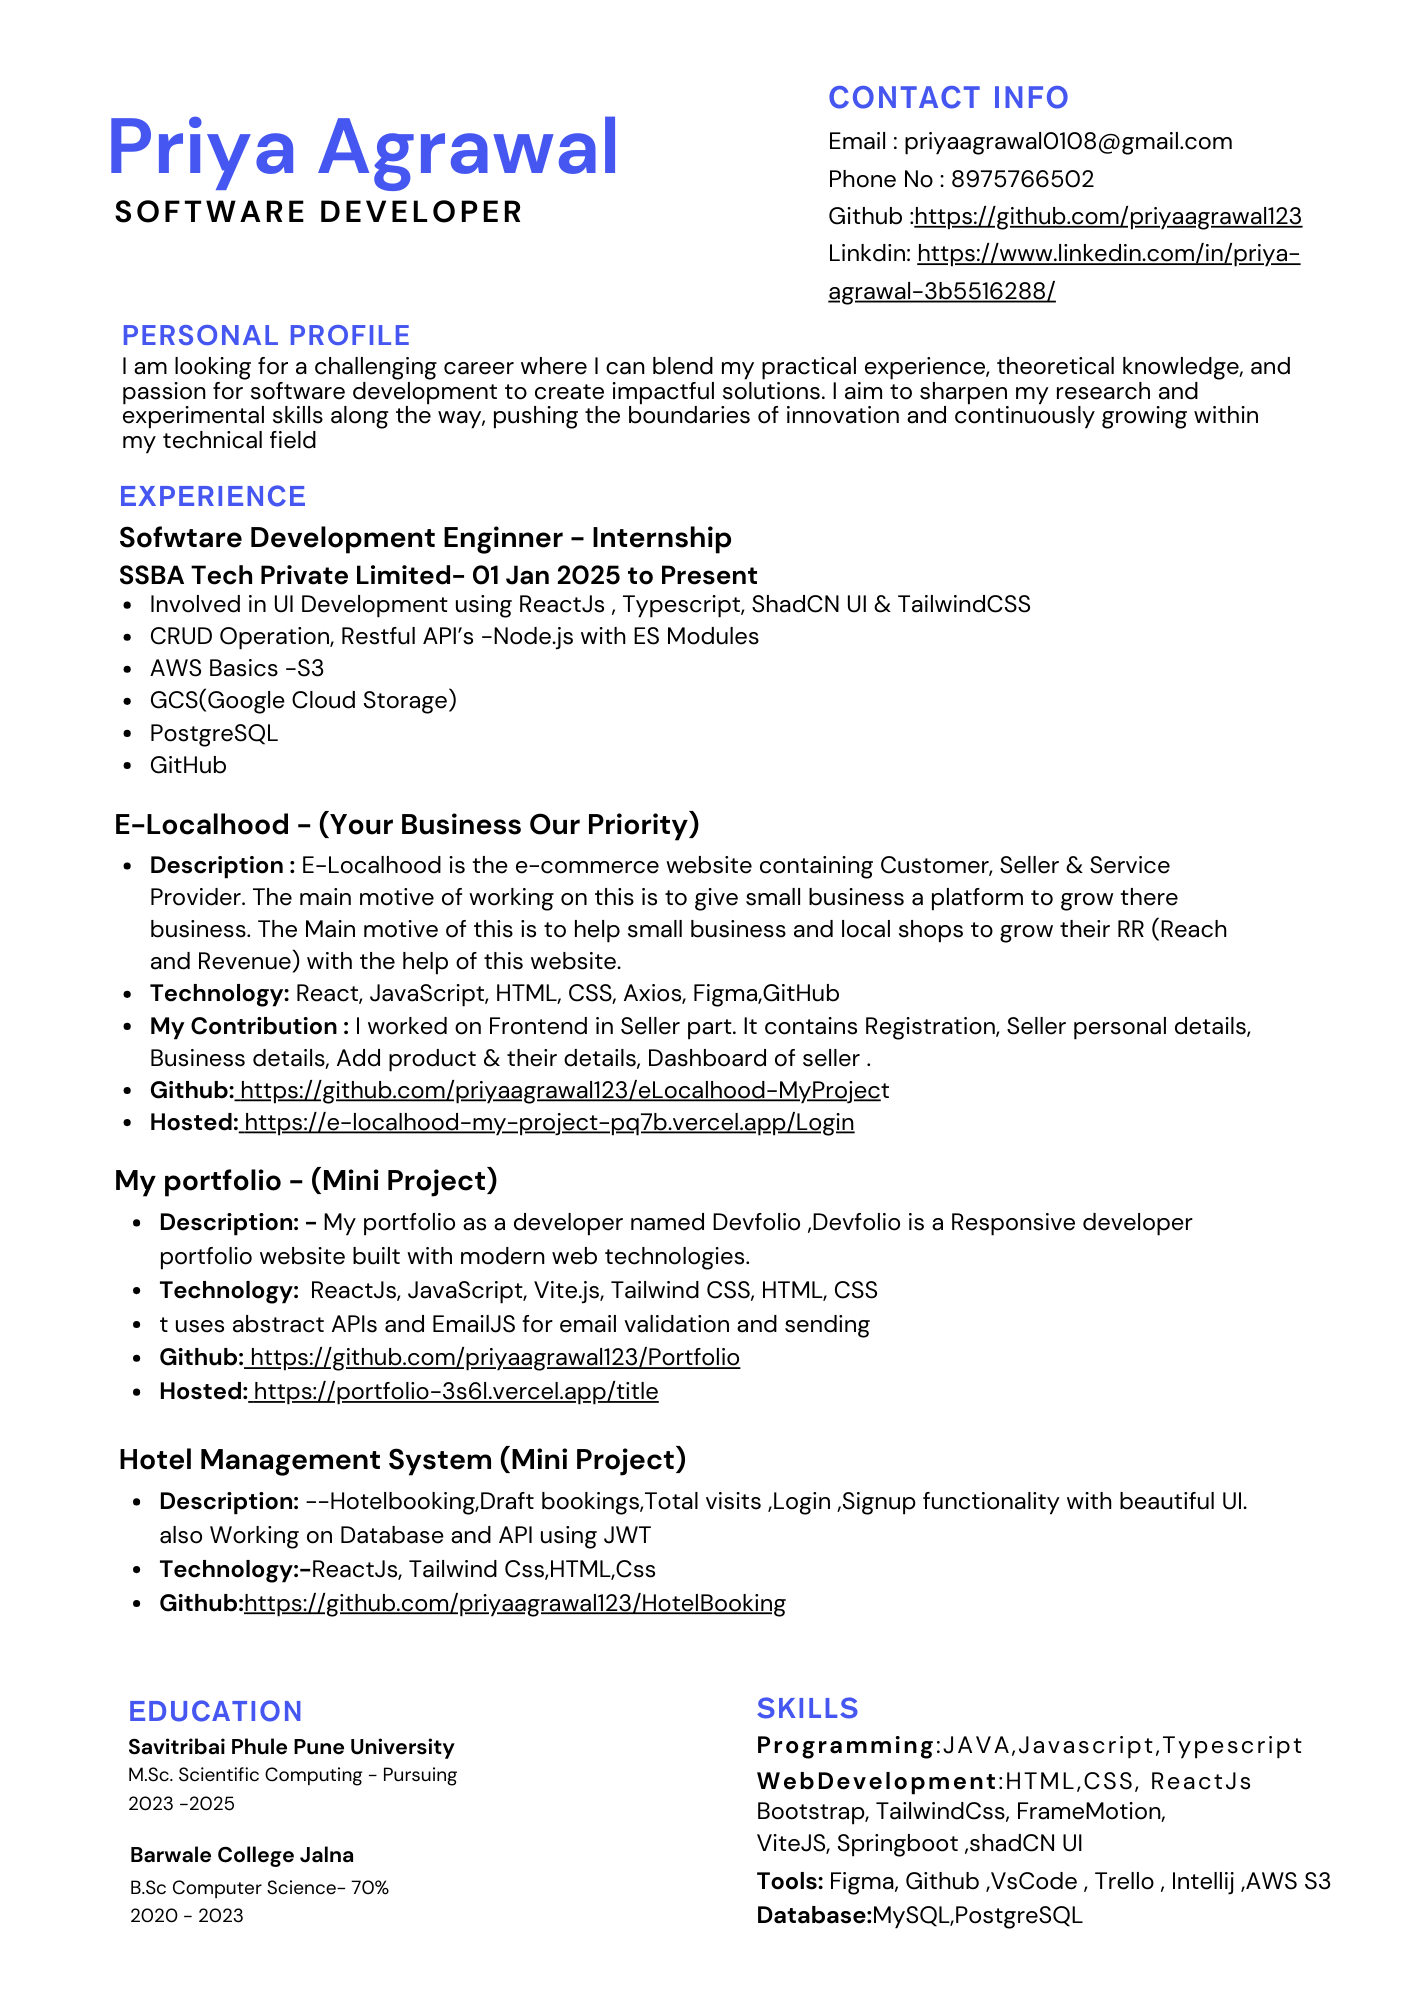 Priya Agrawal
SOFTWARE DEVELOPER
CONTACT INFO
Email : priyaagrawal0108@gmail.com
Phone No : 8975766502
Github :https://github.com/priyaagrawal123
Linkdin: https://www.linkedin.com/in/priya-
agrawal-3b5516288/
PERSONAL PROFILE
I am looking for a challenging career where I can blend my practical experience, theoretical knowledge, and
passion for software development to create impactful solutions. I aim to sharpen my research and
experimental skills along the way, pushing the boundaries of innovation and continuously growing within
my technical field
EXPERIENCE
Sofwtare Development Enginner - Internship
SSBA Tech Private Limited- 01 Jan 2025 to Present
• Involved in UI Development using ReactJs , Typescript, ShadCN UI & TailwindCSS
• CRUD Operation, Restful API’s -Node.js with ES Modules
• AWS Basics -S3
• GCS(Google Cloud Storage)
• PostgreSQL
• GitHub
E-Localhood - (Your Business Our Priority)
• Description : E-Localhood is the e-commerce website containing Customer, Seller & Service
Provider. The main motive of working on this is to give small business a platform to grow there
business. The Main motive of this is to help small business and local shops to grow their RR (Reach
and Revenue) with the help of this website.
• Technology: React, JavaScript, HTML, CSS, Axios, Figma,GitHub
• My Contribution : I worked on Frontend in Seller part. It contains Registration, Seller personal details,
Business details, Add product & their details, Dashboard of seller .
• Github: https://github.com/priyaagrawal123/eLocalhood-MyProject
• Hosted: https://e-localhood-my-project-pq7b.vercel.app/Login
My portfolio - (Mini Project)
• Description: - My portfolio as a developer named Devfolio ,Devfolio is a Responsive developer
portfolio website built with modern web technologies.
• Technology: ReactJs, JavaScript, Vite.js, Tailwind CSS, HTML, CSS
• t uses abstract APIs and EmailJS for email validation and sending
• Github: https://github.com/priyaagrawal123/Portfolio
• Hosted: https://portfolio-3s6l.vercel.app/title
Hotel Management System (Mini Project)
• Description: --Hotelbooking,Draft bookings,Total visits ,Login ,Signup functionality with beautiful UI.
also Working on Database and API using JWT
• Technology:-ReactJs, Tailwind Css,HTML,Css
• Github:https://github.com/priyaagrawal123/HotelBooking
EDUCATION
Savitribai Phule Pune University
M.Sc. Scientific Computing - Pursuing
2023 -2025
Barwale College Jalna
B.Sc Computer Science- 70%
2020 - 2023
SKILLS
Programming:JAVA,Javascript,Typescript
WebDevelopment:HTML,CSS, ReactJs
Bootstrap, TailwindCss, FrameMotion,
ViteJS, Springboot ,shadCN UI
Tools: Figma, Github ,VsCode , Trello , Intellij ,AWS S3
Database:MySQL,PostgreSQL